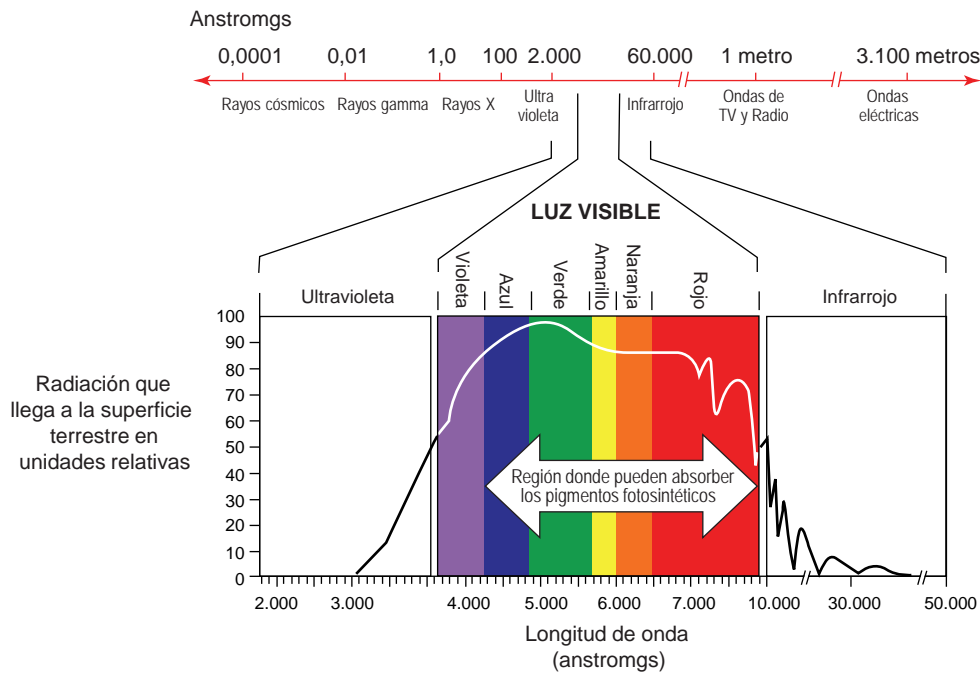 Anstromgs
0,0001 0,01 1,0 100 2.000 60.000 1 metro 3.100 metros
Rayos cósmicos Rayos gamma Rayos X Ultra violeta Infrarrojo Ondas de TV y Radio Ondas eléctricas
LUZ VISIBLE
Violeta
Azul
Verde
Amarillo
Naranja
Rojo
Ultravioleta
Infrarrojo
Radiación que
llega a la superficie
terrestre en
unidades relativas
100
90
80
70
60
50
40
30
20
10
0
Región donde pueden absorber
los pigmentos fotosintéticos
2.000 3.000 4.000 5.000 6.000 7.000 10.000 30.000 50.000
Longitud de onda
(anstromgs)